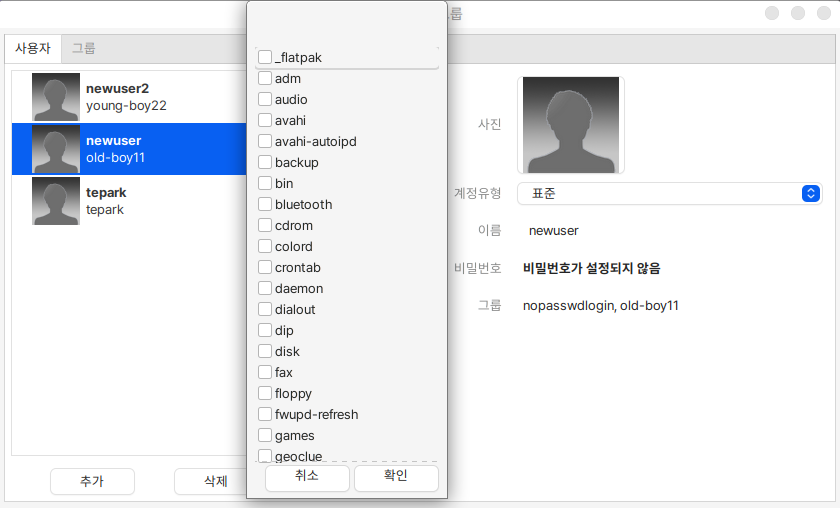 룹
사용자
그룹
newuser2
young-boy22
newuser
old-boy11
tepark
tepark
추가
삭제
_flatpak
adm
audio
avahi
avahi-autoipd
backup
bin
bluetooth
cdrom
colord
crontab
daemon
dialout
dip
disk
fax
floppy
fwupd-refresh
games
geoclue
취소
확인
사진
계정유형
표준
이름
newuser
비밀번호
비밀번호가 설정되지 않음
그룹
nopasswdlogin, old-boy11